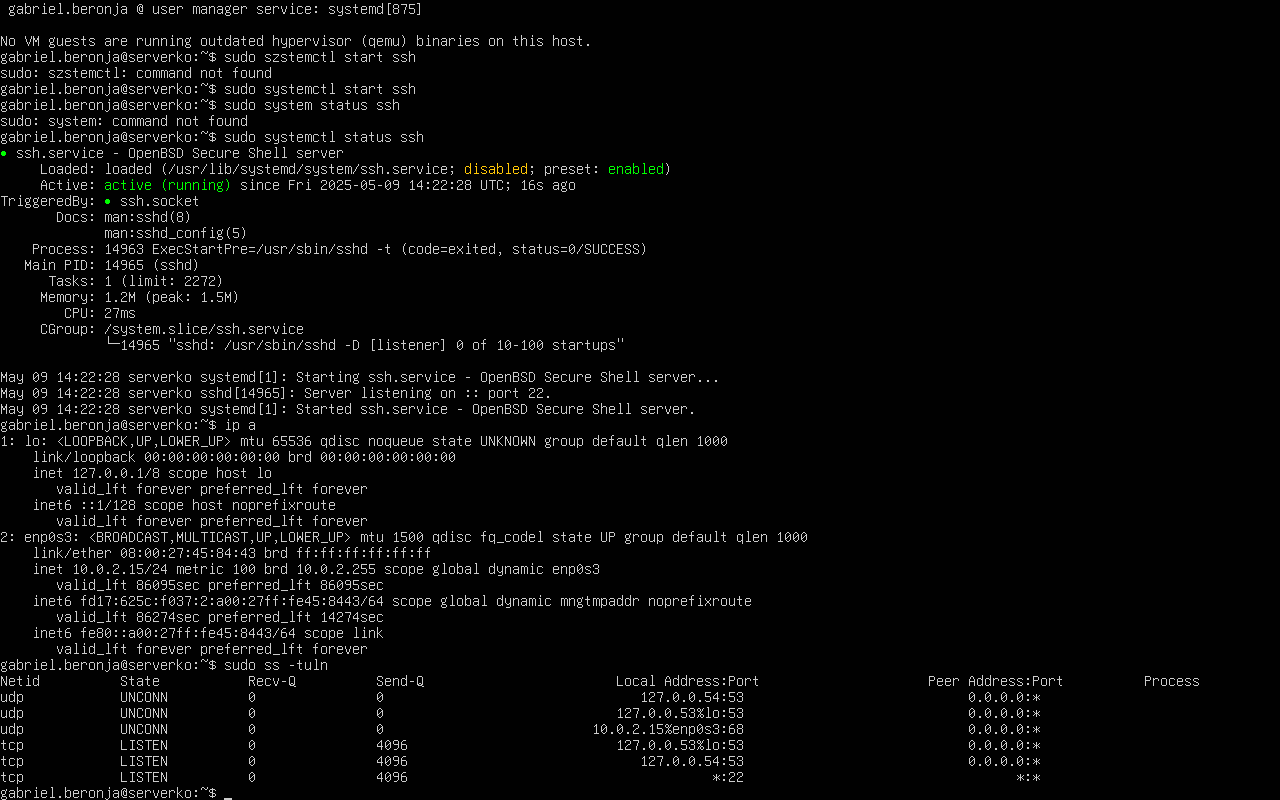 gabriel.beronja @ user manager service: systemd[875]
No VM guests are running outdated hypervisor (qemu) binaries on this host.
gabriel.beronja@serverko:~$ sudo szstemctl start ssh
sudo: szstemctl: command not found
gabriel.beronja@serverko:~$ sudo systemctl start ssh
gabriel.beronja@serverko:~$ sudo system status ssh
sudo: system: command not found
gabriel.beronja@serverko:~$ sudo systemctl status ssh
● ssh.service - OpenBSD Secure Shell server
Loaded: loaded (/usr/lib/systemd/system/ssh.service; disabled; preset: enabled)
Active: active (running) since Fri 2025-05-09 14:22:28 UTC; 16s ago
TriggeredBy: ● ssh.socket
Docs: man:sshd(8)
man:sshd_config(5)
Process: 14963 ExecStartPre=/usr/sbin/sshd -t (code=exited, status=0/SUCCESS)
Main PID: 14965 (sshd)
Tasks: 1 (limit: 2272)
Memory: 1.2M (peak: 1.5M)
CPU: 27ms
CGroup: /system.slice/ssh.service
└─14965 "sshd: /usr/sbin/sshd -D [listener] 0 of 10-100 startups"
May 09 14:22:28 serverko systemd[1]: Starting ssh.service - OpenBSD Secure Shell server...
May 09 14:22:28 serverko sshd[14965]: Server listening on :: port 22.
May 09 14:22:28 serverko systemd[1]: Started ssh.service - OpenBSD Secure Shell server.
gabriel.beronja@serverko:~$ ip a
1: lo: <LOOPBACK,UP,LOWER_UP> mtu 65536 qdisc noqueue state UNKNOWN group default qlen 1000
link/loopback 00:00:00:00:00:00 brd 00:00:00:00:00:00
inet 127.0.0.1/8 scope host lo
valid_lft forever preferred_lft forever
inet6 ::1/128 scope host noprefixroute
valid_lft forever preferred_lft forever
2: enp0s3: <BROADCAST,MULTICAST,UP,LOWER_UP> mtu 1500 qdisc fq_codel state UP group default qlen 1000
link/ether 08:00:27:45:84:43 brd ff:ff:ff:ff:ff:ff
inet 10.0.2.15/24 metric 100 brd 10.0.2.255 scope global dynamic enp0s3
valid_lft 86095sec preferred_lft 86095sec
inet6 fd17:625c:f037:2:a00:27ff:fe45:8443/64 scope global dynamic mngtmpaddr noprefixroute
valid_lft 86274sec preferred_lft 14274sec
inet6 fe80::a00:27ff:fe45:8443/64 scope link
valid_lft forever preferred_lft forever
gabriel.beronja@serverko:~$ sudo ss -tuln
Netid State Recv-Q Send-Q Local Address:Port Peer Address:Port Process
udp UNCONN 0 0 127.0.0.54:53 0.0.0.0:*
udp UNCONN 0 0 127.0.0.53%lo:53 0.0.0.0:*
udp UNCONN 0 0 10.0.2.15%enp0s3:68 0.0.0.0:*
tcp LISTEN 0 4096 127.0.0.53%lo:53 0.0.0.0:*
tcp LISTEN 0 4096 127.0.0.54:53 0.0.0.0:*
tcp LISTEN 0 4096 *:22 *:*
gabriel.beronja@serverko:~$ _